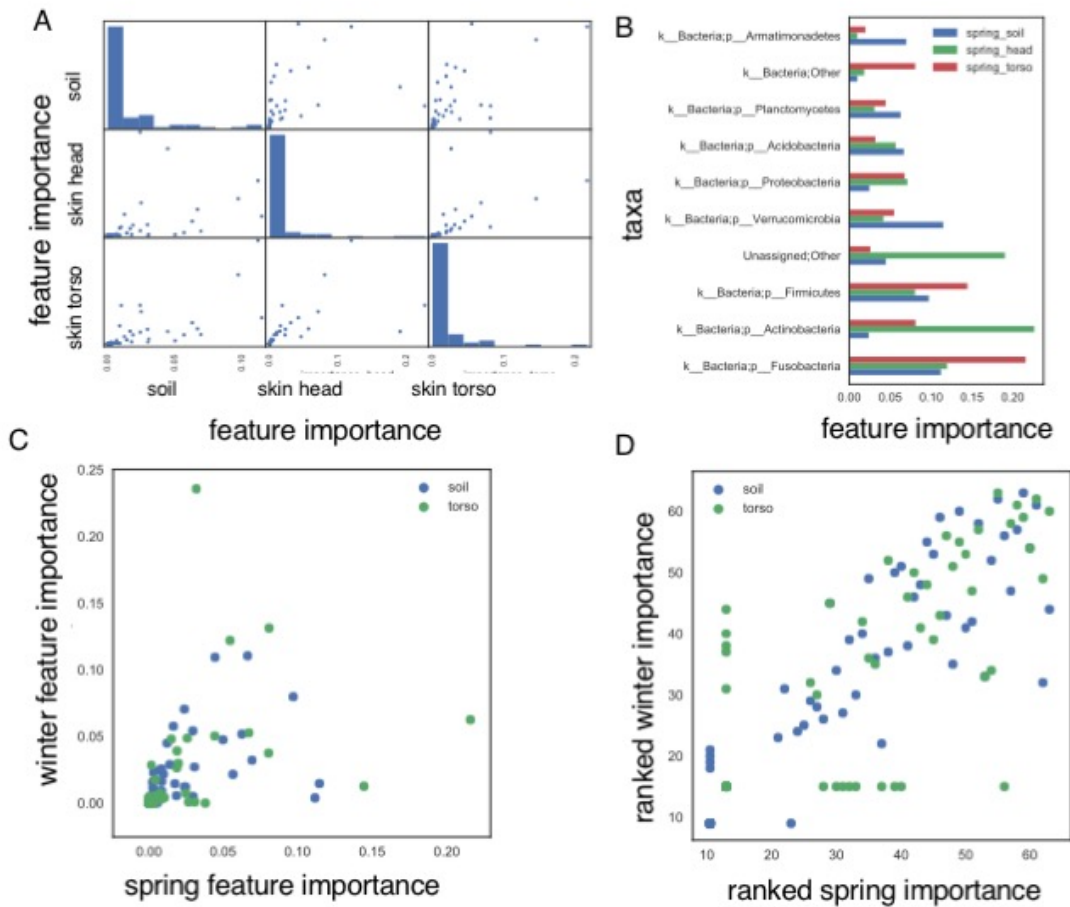 A
feature importance
soil
skin head
skin torso
0.00
0.05
0.10
0.0
0.1
0.2
0.0
0.1
0.2
soil
skin head
skin torso
feature importance
B
taxa
k__Bacteria;p__Armatimonadetes
k__Bacteria;Other
k__Bacteria;p__Planctomycetes
k__Bacteria;p__Acidobacteria
k__Bacteria;p__Proteobacteria
k__Bacteria;p__Verrucomicrobia
Unassigned;Other
k__Bacteria;p__Firmicutes
k__Bacteria;p__Actinobacteria
k__Bacteria;p__Fusobacteria
spring_soil
spring_head
spring_torso
0.00 0.05 0.10 0.15 0.20
feature importance
C
winter feature importance
0.25
0.20
0.15
0.10
0.05
0.00
soil
torso
0.00 0.05 0.10 0.15 0.20
spring feature importance
D
ranked winter importance
60
50
40
30
20
10
soil
torso
10 20 30 40 50 60
ranked spring importance